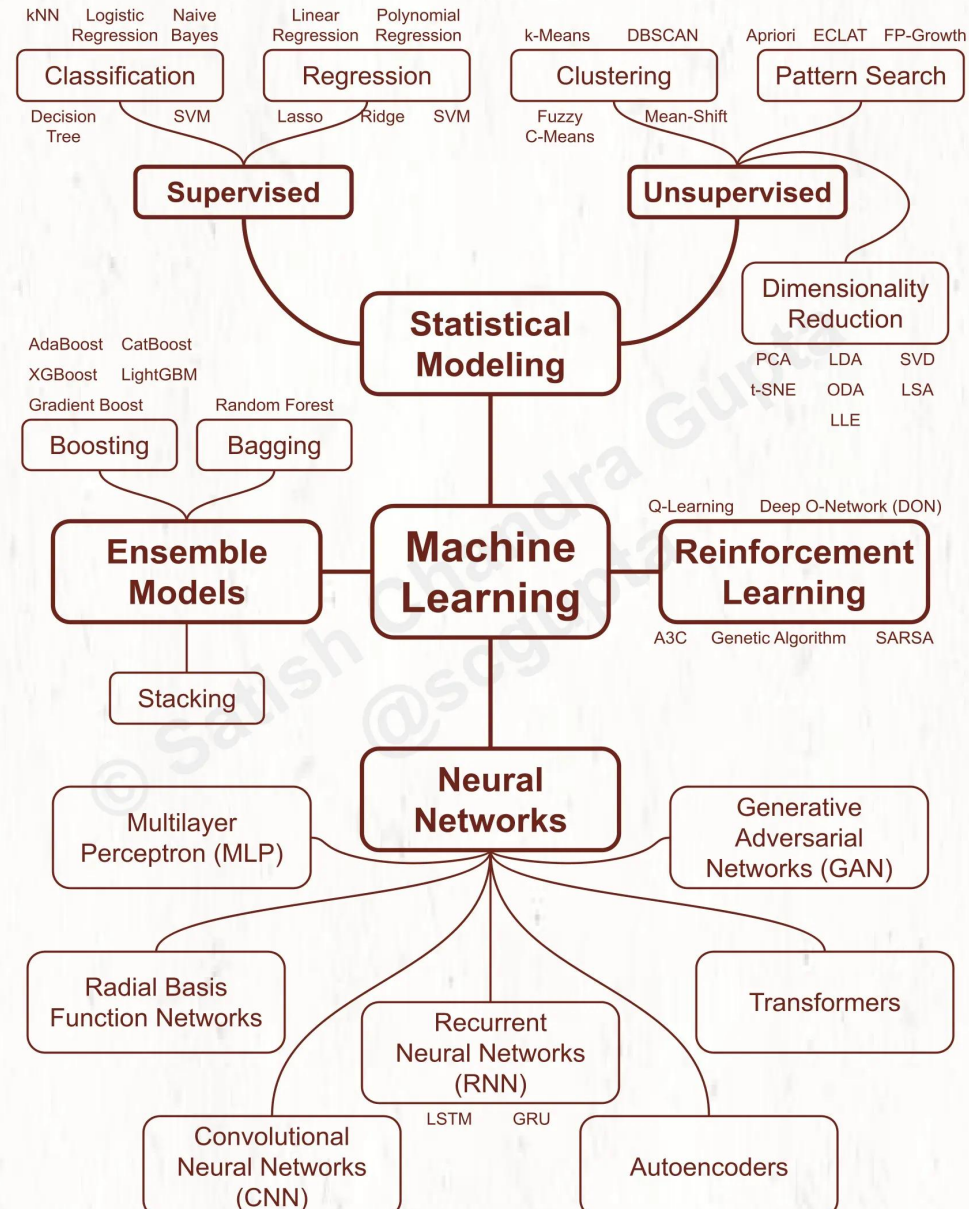 kNN
Logistic
Regression
Naive
Bayes
Classification
Decision
Tree
SVM
Linear
Regression
Polynomial
Regression
Regression
Lasso
Ridge
SVM
Supervised
k-Means
DBSCAN
Clustering
Fuzzy
C-Means
Mean-Shift
Apriori
ECLAT
FP-Growth
Pattern Search
Unsupervised
Dimensionality
Reduction
PCA
LDA
SVD
t-SNE
ODA
LSA
LLE
Statistical
Modeling
AdaBoost
CatBoost
XGBoost
LightGBM
Gradient Boost
Boosting
Random Forest
Bagging
Ensemble
Models
Stacking
Machine
Learning
Q-Learning
Deep O-Network (DON)
Reinforcement
Learning
A3C
Genetic Algorithm
SARSA
© Satish Chandra Gupta
@scgupta
Neural
Networks
Multilayer
Perceptron (MLP)
Generative
Adversarial
Networks (GAN)
Radial Basis
Function Networks
Transformers
Recurrent
Neural Networks
(RNN)
LSTM
GRU
Convolutional
Neural Networks
(CNN)
Autoencoders